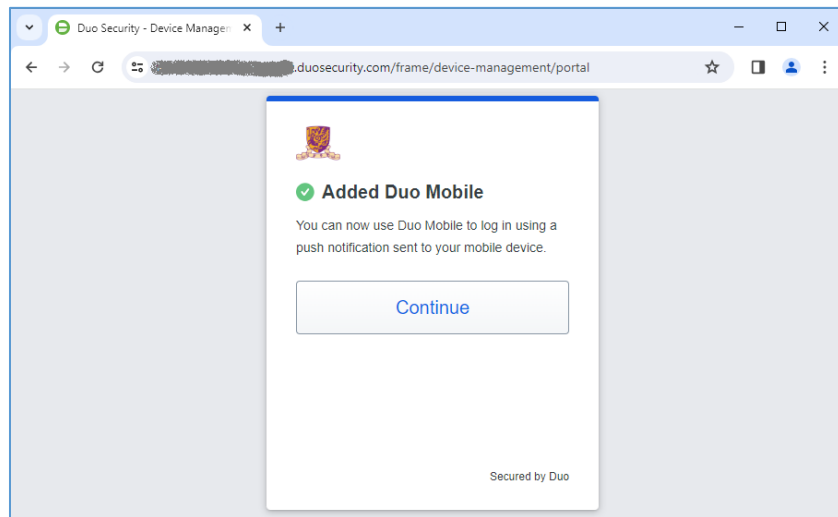 Duo Security - Device Managen
.duosecurity.com/frame/device-management/portal
Added Duo Mobile
You can now use Duo Mobile to log in using a
push notification sent to your mobile device.
Continue
Secured by Duo